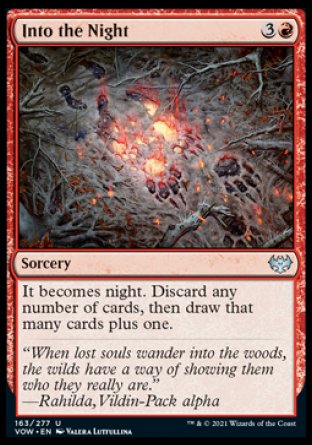 Into the Night 3
Sorcery
It becomes night. Discard any
number of cards, then draw that
many cards plus one.
“When lost souls wander into the woods,
the wilds have a way of showing them
who they really are.”
—Rahilda, Vildin-Pack alpha
163/277 U
VOW • EN VALERA LUTFULLINA
™ & © 2021 Wizards of the Coast